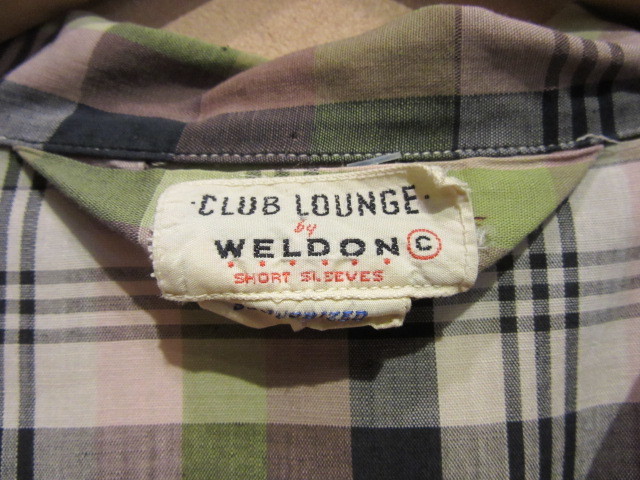 ·CLUB LOUNGE·
by
WELDON ©
SHORT SLEEVES